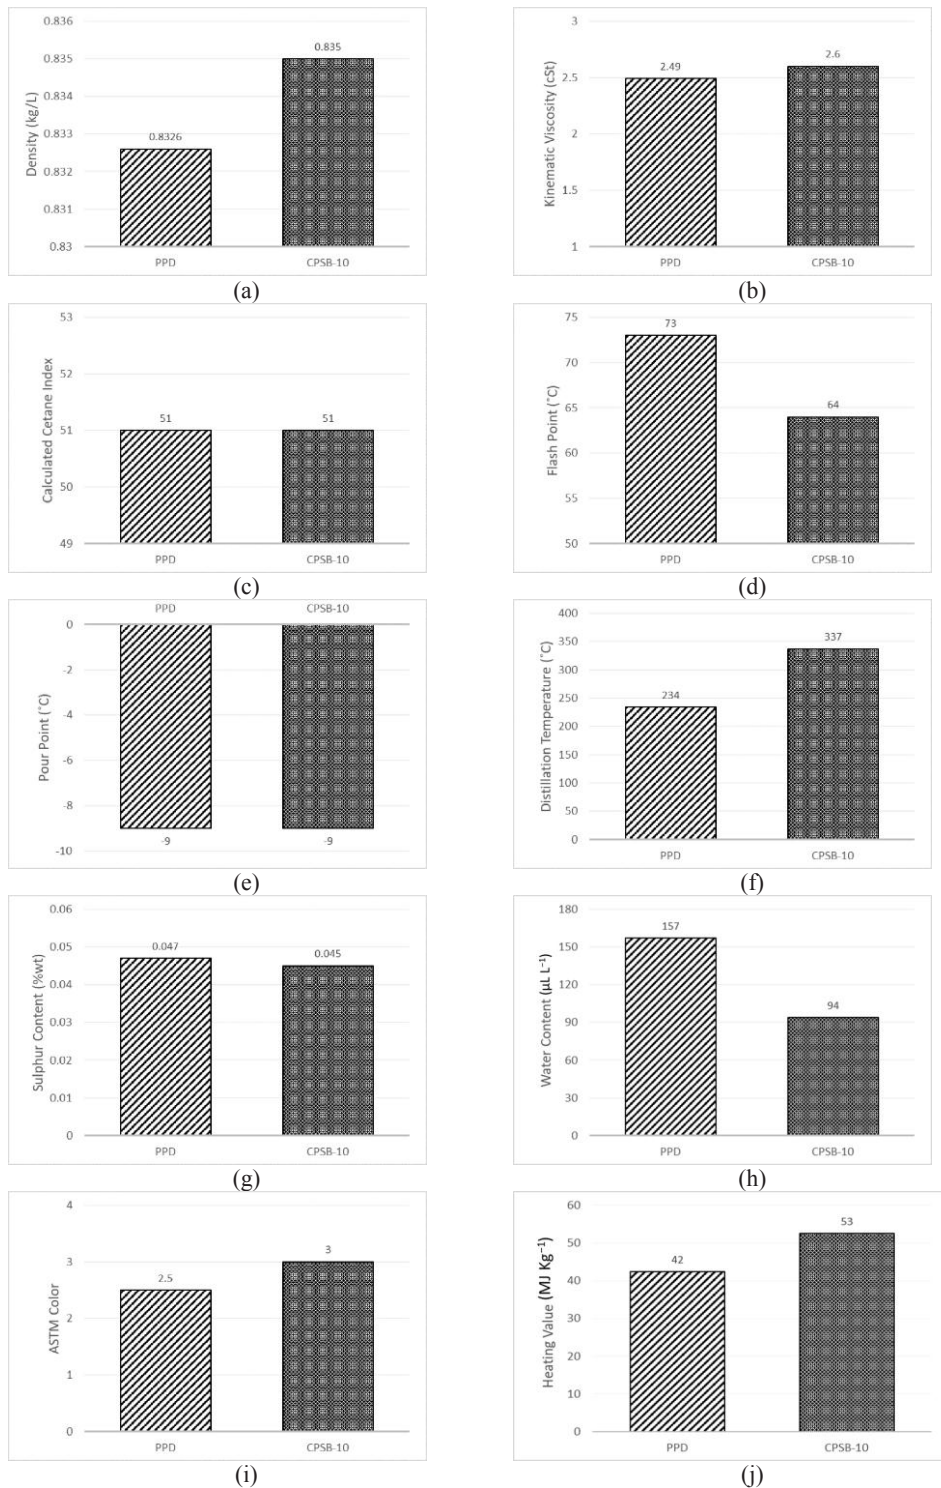 Density (kg/L)
0.836
0.835
0.834
0.833
0.832
0.831
0.83
0.8326
0.835
PPD CPSB-10
(a)
Kinematic Viscosity (cSt)
3
2.5
2
1.5
1
2.49
2.6
PPD CPSB-10
(b)
Calculated Cetane Index
53
52
51
50
49
51 51
PPD CPSB-10
(c)
Flash Point (˚C)
75
70
65
60
55
50
73
64
PPD CPSB-10
(d)
PPD CPSB-10
Pour Point (˚C)
0
-2
-4
-6
-8
-10
-9 -9
(e)
Distillation Temperature (˚C)
400
350
300
250
200
150
100
50
0
234
337
PPD CPSB-10
(f)
Sulphur Content (%wt)
0.06
0.05
0.04
0.03
0.02
0.01
0
0.047
0.045
PPD CPSB-10
(g)
Water Content (µL L⁻¹)
180
150
120
90
60
30
0
157
94
PPD CPSB-10
(h)
ASTM Color
4
3
2
1
0
2.5
3
PPD CPSB-10
(i)
Heating Value (MJ Kg⁻¹)
60
50
40
30
20
10
0
42
53
PPD CPSB-10
(j)